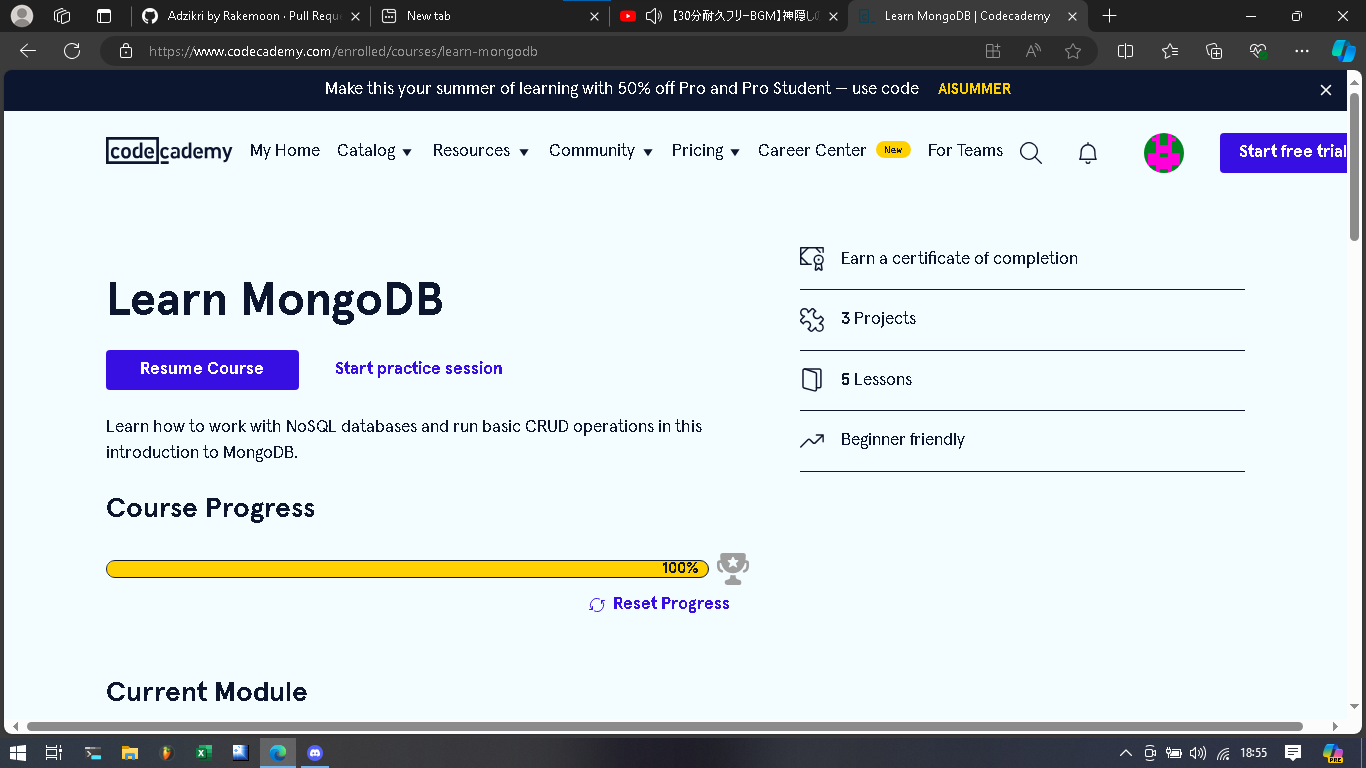 Adzikri by Rakemoon · Pull Reque
New tab
【30分耐久フリーBGM】神隠しの
Learn MongoDB | Codecademy
https://www.codecademy.com/enrolled/courses/learn-mongodb
Make this your summer of learning with 50% off Pro and Pro Student — use code AISUMMER
codecademy
My Home
Catalog
Resources
Community
Pricing
Career Center
New
For Teams
Start free trial
Learn MongoDB
Resume Course
Start practice session
Learn how to work with NoSQL databases and run basic CRUD operations in this
introduction to MongoDB.
Earn a certificate of completion
3 Projects
5 Lessons
Beginner friendly
Course Progress
100%
Reset Progress
Current Module
18:55
PRE